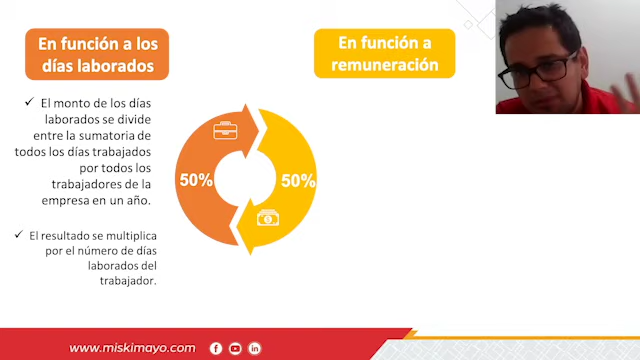 En función a los
días laborados
En función a
remuneración
✓ El monto de los días
laborados se divide
entre la sumatoria de
todos los días trabajados
por todos los
trabajadores de la
empresa en un año.
50%
50%
✓ El resultado se multiplica
por el número de días
laborados del
trabajador.
www.miskimayo.com